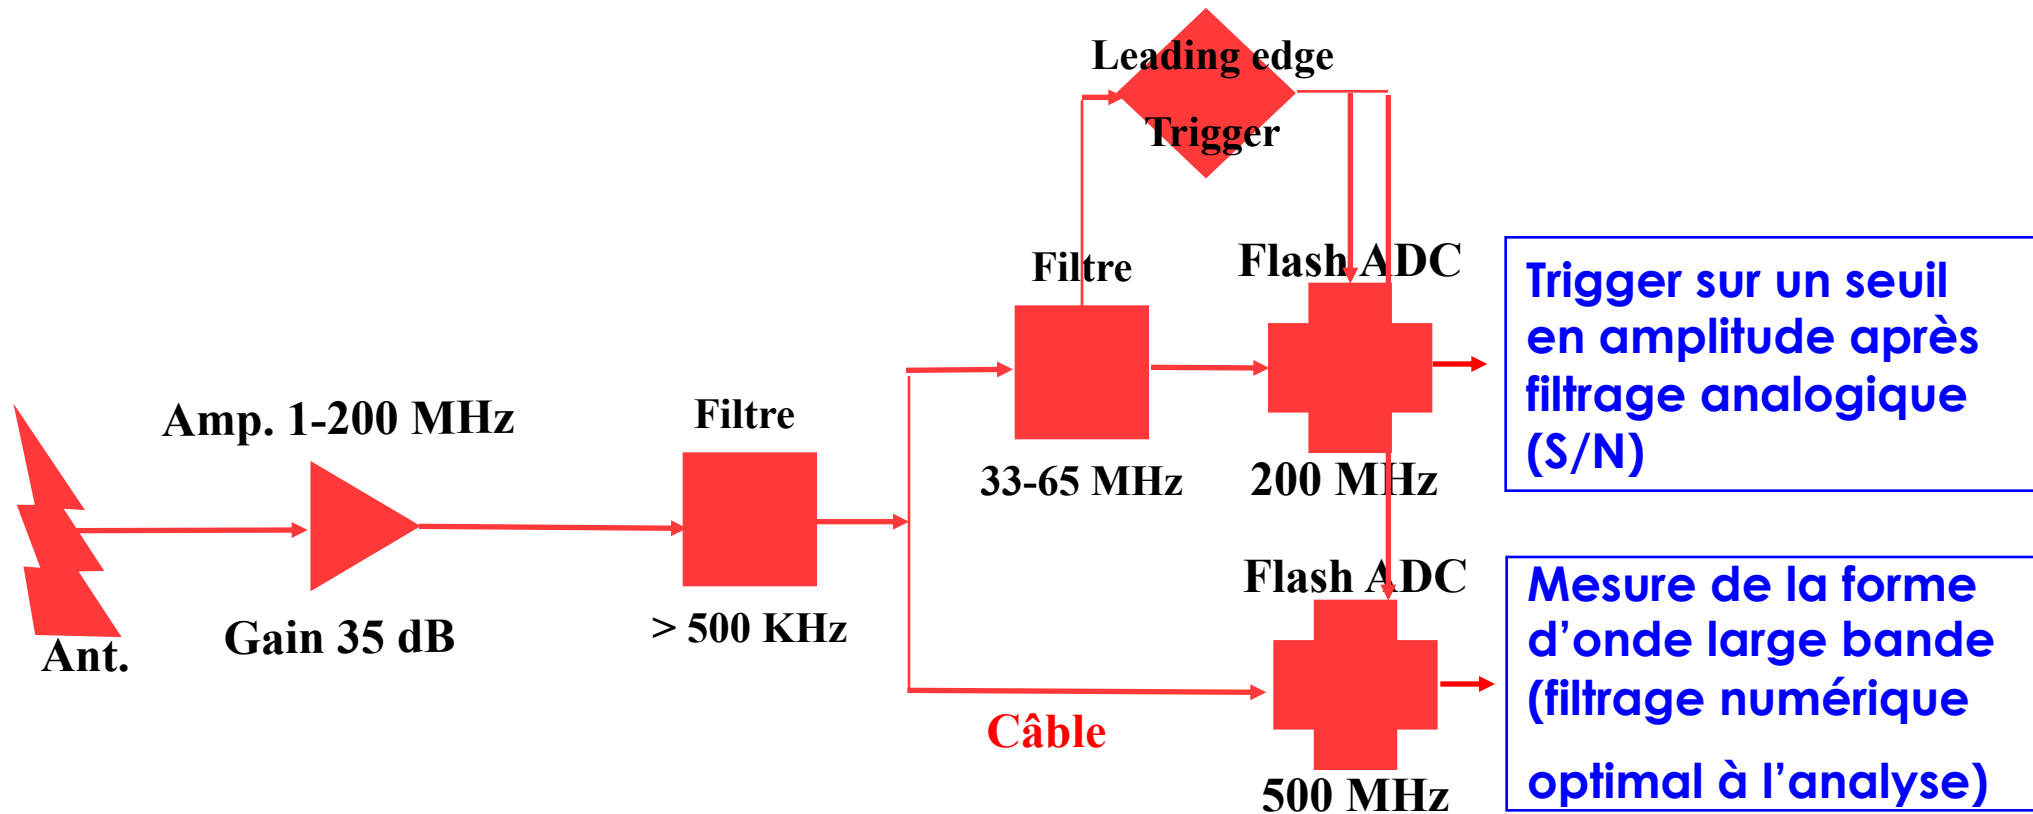 Leading edge
Trigger
Filtre
Flash ADC
33-65 MHz
200 MHz
Trigger sur un seuil
en amplitude après
filtrage analogique
(S/N)
Amp. 1-200 MHz
Filtre
Ant.
Gain 35 dB
> 500 KHz
Câble
Flash ADC
500 MHz
Mesure de la forme
d’onde large bande
(filtrage numérique
optimal à l’analyse)